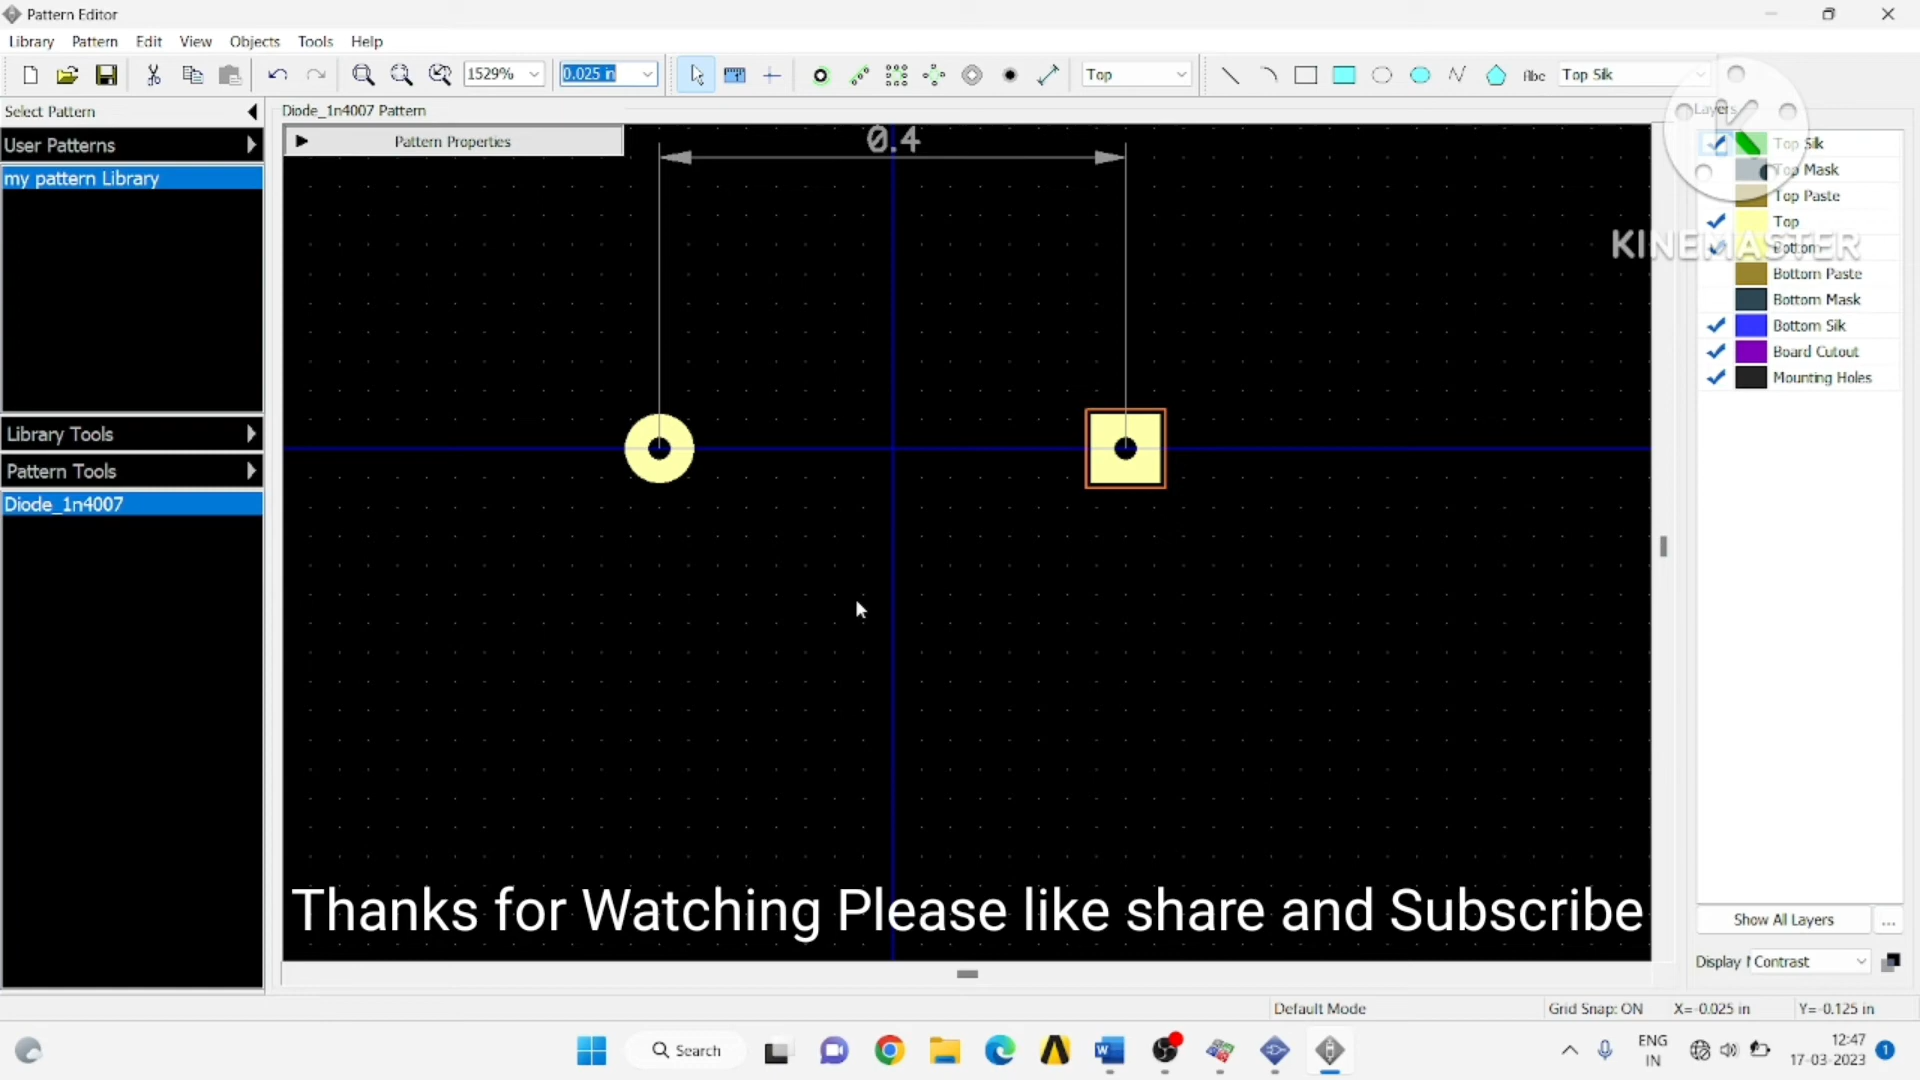 Pattern Editor
Library Pattern Edit View Objects Tools Help
1529% 0.025 in Top Abc Top Silk
Select Pattern
User Patterns
my pattern Library
Library Tools
Pattern Tools
Diode_1n4007
Diode_1n4007 Pattern
Pattern Properties
0.4
Layers
Top Silk
Top Mask
Top Paste
Top
Bottom
KINEMASTER
Bottom Paste
Bottom Mask
Bottom Silk
Board Cutout
Mounting Holes
Thanks for Watching Please like share and Subscribe
Show All Layers ...
Display Contrast
Default Mode Grid Snap: ON X=-0.025 in Y=-0.125 in
Search
ENG
IN
12:47
17-03-2023
1